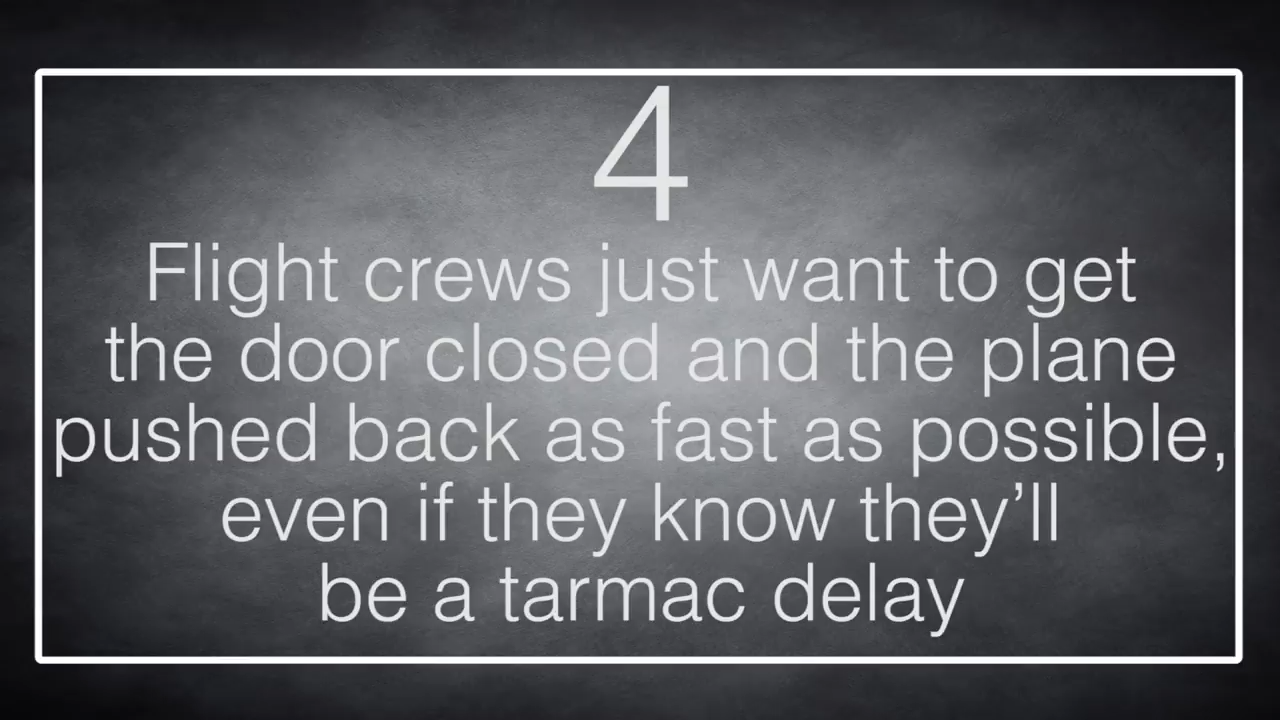 4
Flight crews just want to get
the door closed and the plane
pushed back as fast as possible,
even if they know they’ll
be a tarmac delay